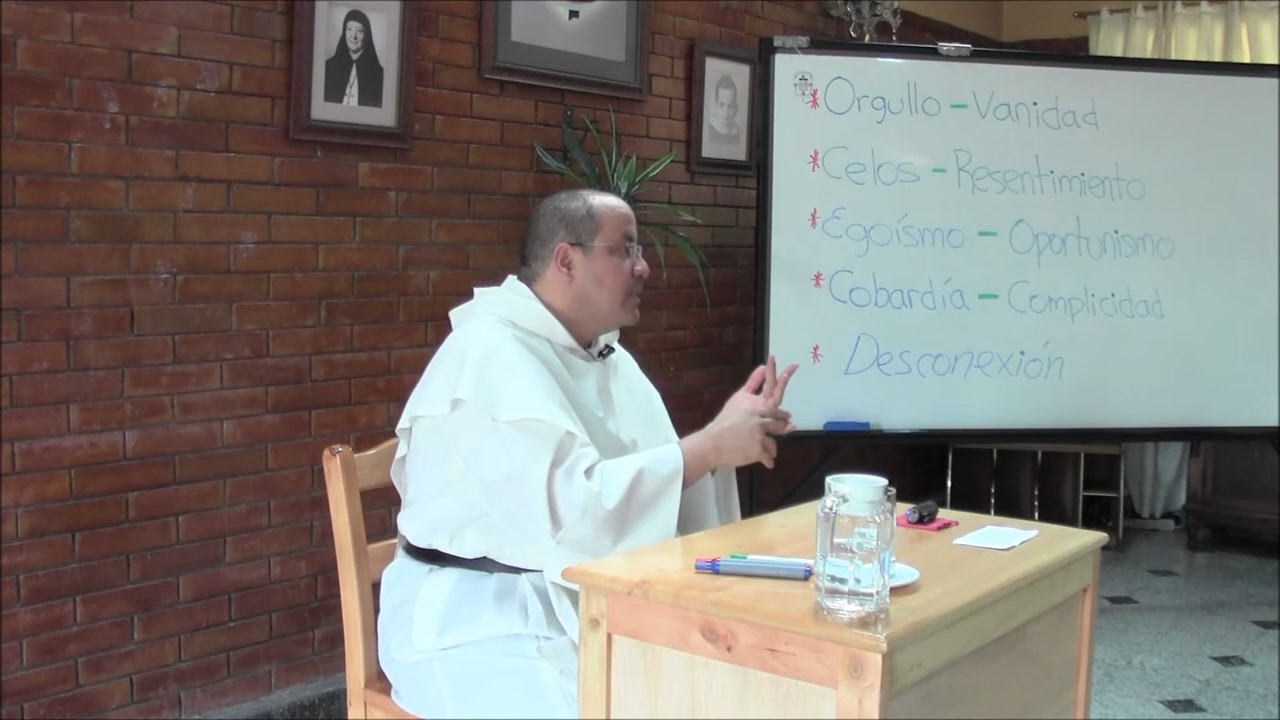 * Orgullo - Vanidad
* Celos - Resentimiento
* Egoísmo - Oportunismo
* Cobardía - Complicidad
* Desconexión